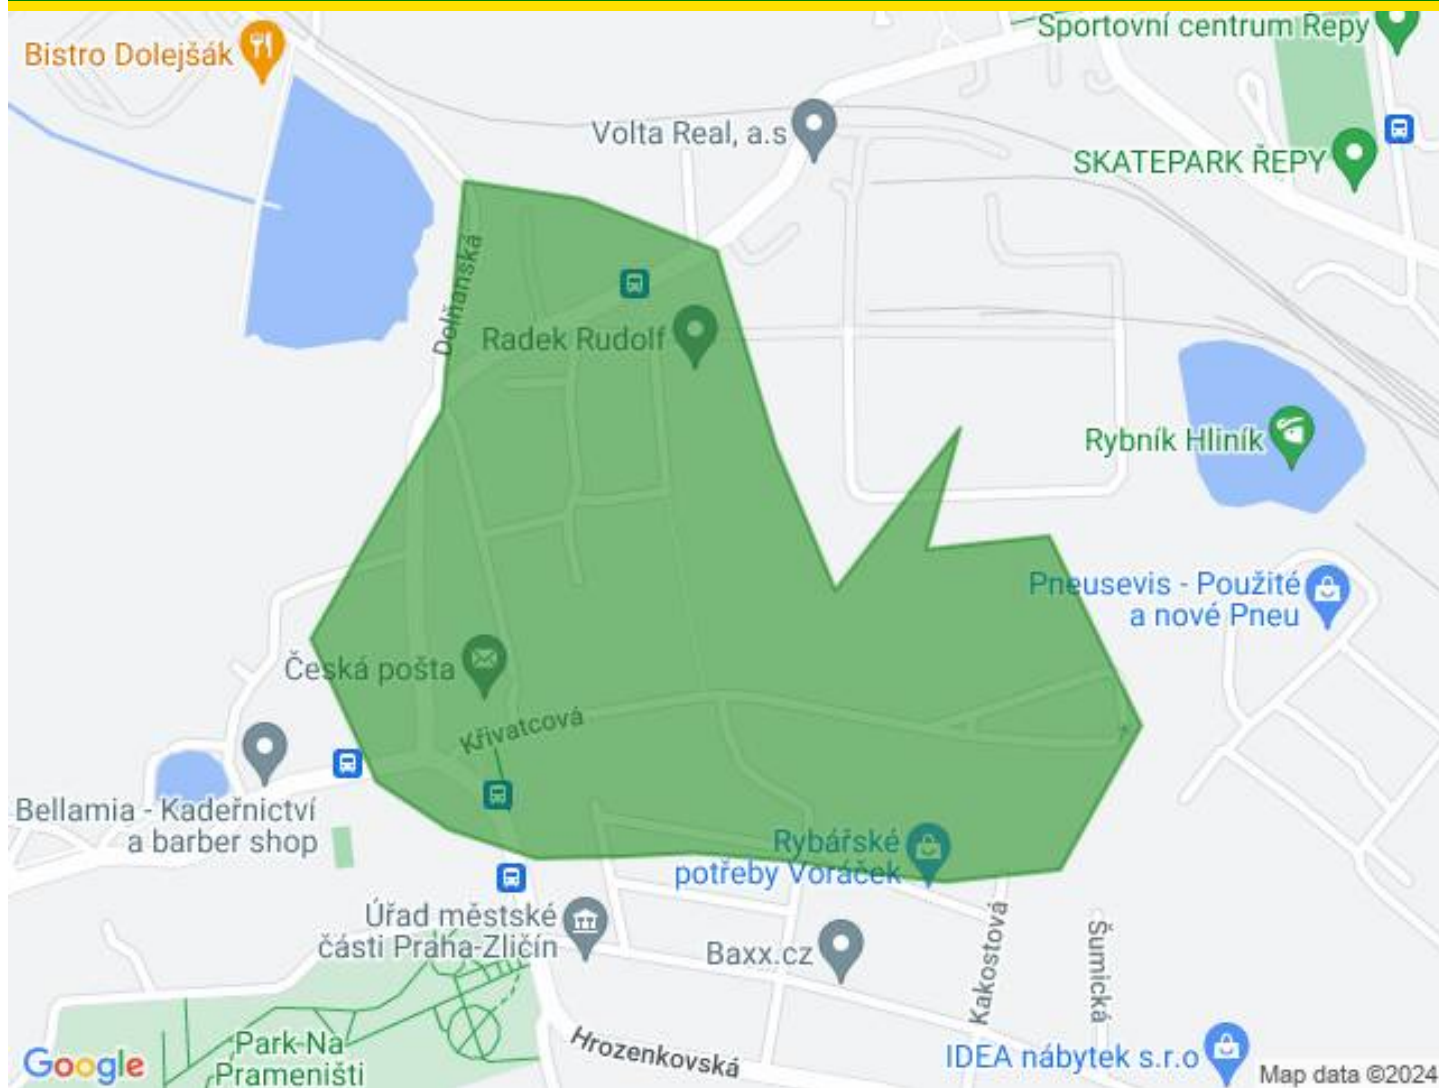 Sportovní centrum Řepy
Bistro Dolejšák
Volta Real, a.s
SKATEPARK ŘEPY
Dolňanská
Radek Rudolf
Rybník Hliník
Pneusevis - Použité
a nové Pneu
Česká pošta
Křivatcová
Bellamia - Kadeřnictví
a barber shop
Rybářské
potřeby Voráček
Úřad městské
části Praha-Zličín
Baxx.cz
Kakostová
Šumická
Hrozenkovská
Park Na
Prameništi
IDEA nábytek s.r.o
Google
Map data ©2024